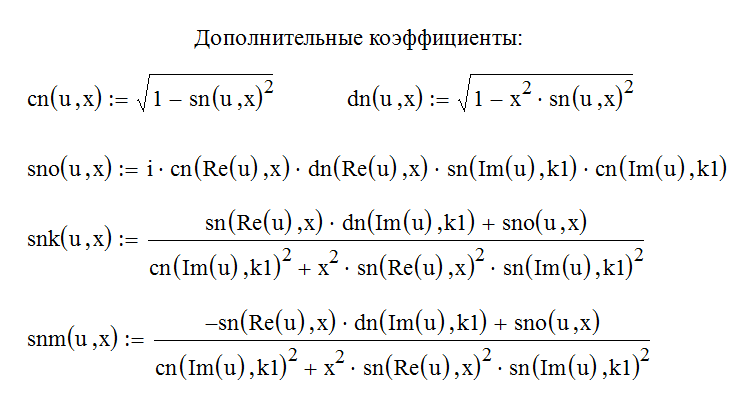 Дополнительные коэффициенты:
cn(u,x) := √(1 − sn(u,x)²) dn(u,x) := √(1 − x²·sn(u,x)²)
sno(u,x) := i·cn(Re(u),x)·dn(Re(u),x)·sn(Im(u),k1)·cn(Im(u),k1)
sn(Re(u),x)·dn(Im(u),k1) + sno(u,x)
snk(u,x) :=
cn(Im(u),k1)² + x²·sn(Re(u),x)²·sn(Im(u),k1)²
−sn(Re(u),x)·dn(Im(u),k1) + sno(u,x)
snm(u,x) :=
cn(Im(u),k1)² + x²·sn(Re(u),x)²·sn(Im(u),k1)²